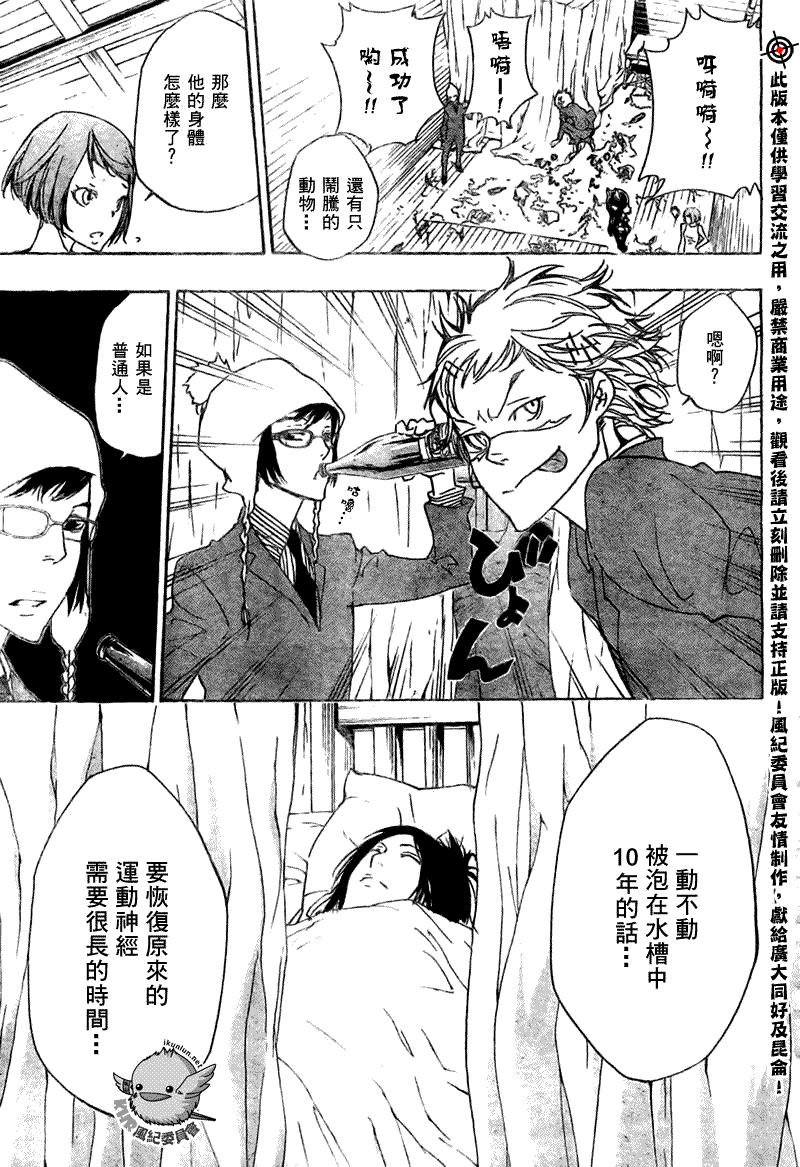 呀嗬嗬～!!
唔嗬ー!
成功了
喲～!!
還有只
鬧騰的
動物…
那麼
他的身體
怎麼樣了?
嗯啊?
咕嚕…
びょん
如果是
普通人…
一動不動
被泡在水槽中
10年的話…
要恢復原來的
運動神經
需要很長的時間…
ikunlun.net
KHR風紀委員會
此版本僅供學習交流之用，嚴禁商業用途，觀看後請立刻刪除並請支持正版！風紀委員會友情制作，獻給廣大同好及昆侖！